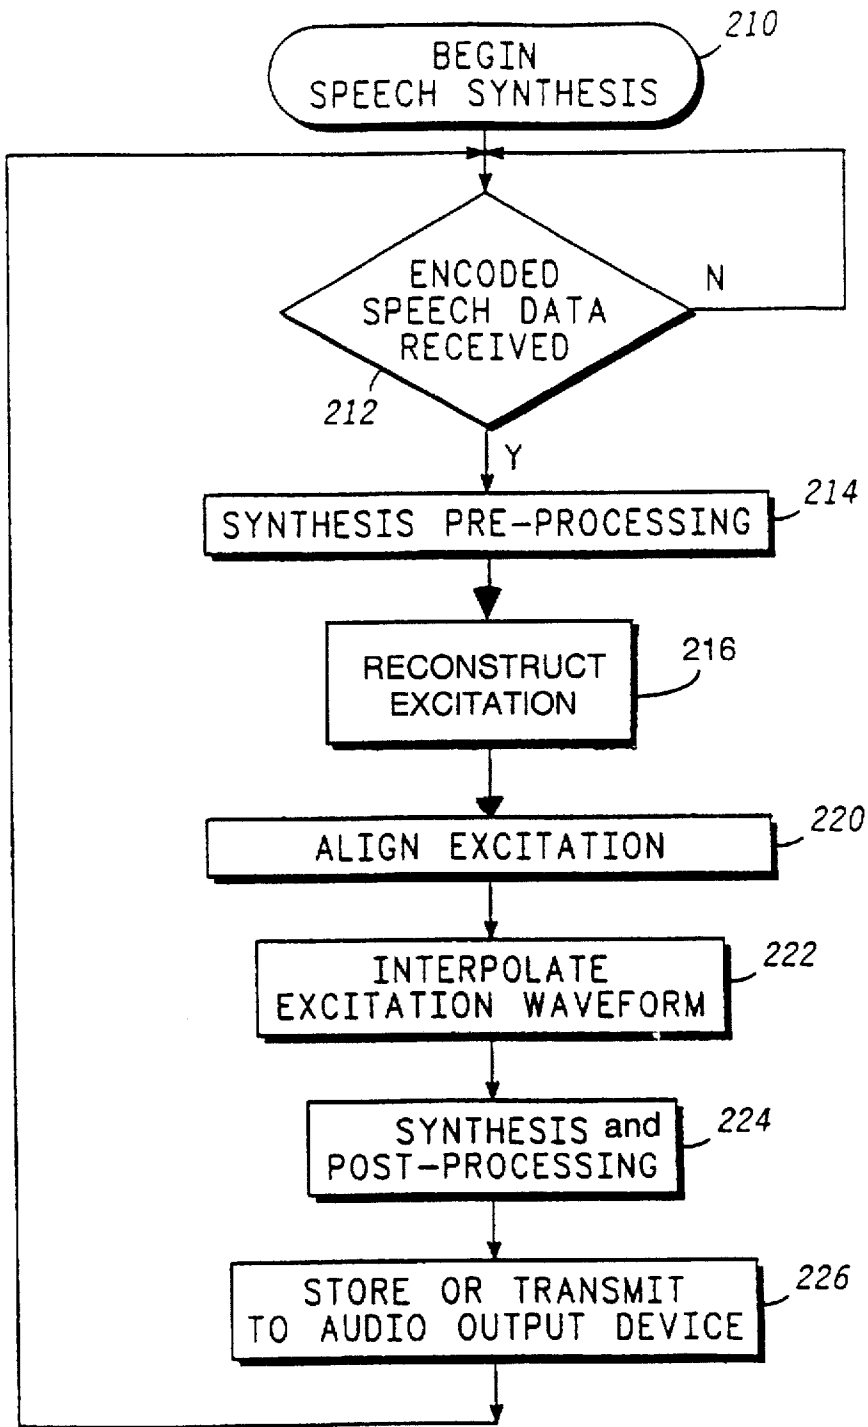 210
BEGIN
SPEECH SYNTHESIS
ENCODED
SPEECH DATA
RECEIVED
N
212
Y
214
SYNTHESIS PRE-PROCESSING
216
RECONSTRUCT
EXCITATION
220
ALIGN EXCITATION
222
INTERPOLATE
EXCITATION WAVEFORM
224
SYNTHESIS and
POST-PROCESSING
226
STORE OR TRANSMIT
TO AUDIO OUTPUT DEVICE